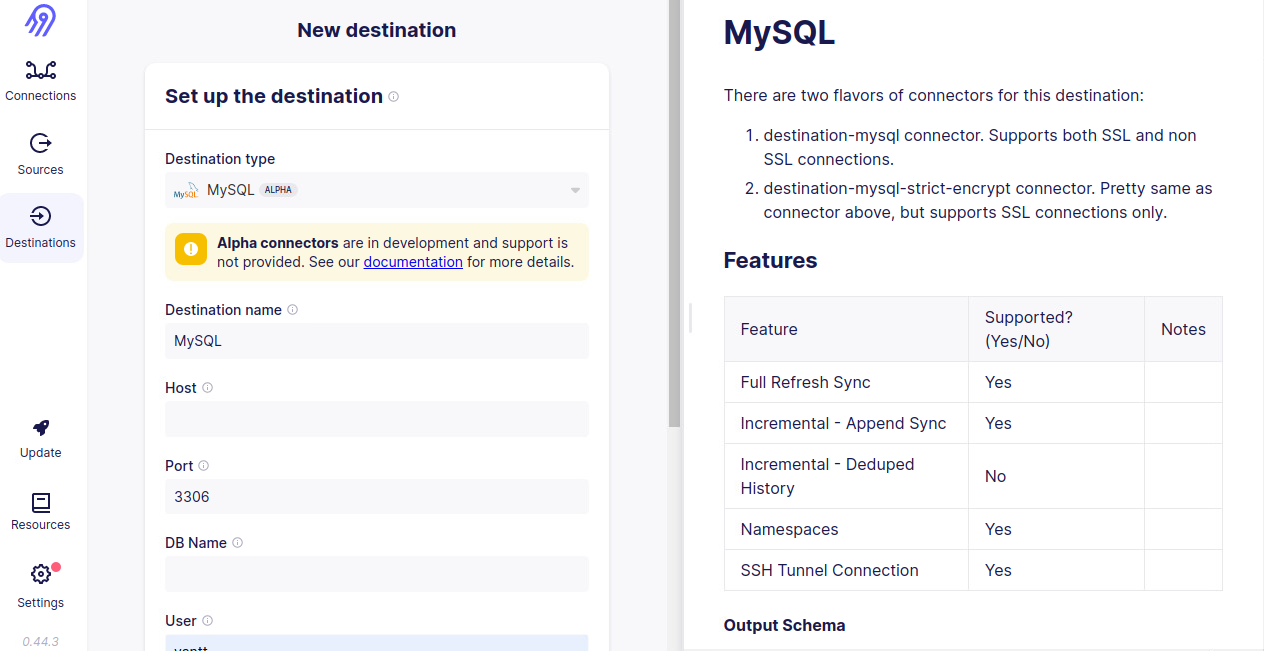 Connections
Sources
Destinations
Update
Resources
Settings
0.44.3
New destination
Set up the destination
Destination type
MySQL MySQL ALPHA
Alpha connectors are in development and support is
not provided. See our documentation for more details.
Destination name
MySQL
Host
Port
3306
DB Name
User
MySQL
There are two flavors of connectors for this destination:
1. destination-mysql connector. Supports both SSL and non
SSL connections.
2. destination-mysql-strict-encrypt connector. Pretty same as
connector above, but supports SSL connections only.
Features
Feature Supported? (Yes/No) Notes
Full Refresh Sync Yes
Incremental - Append Sync Yes
Incremental - Deduped History No
Namespaces Yes
SSH Tunnel Connection Yes
Output Schema